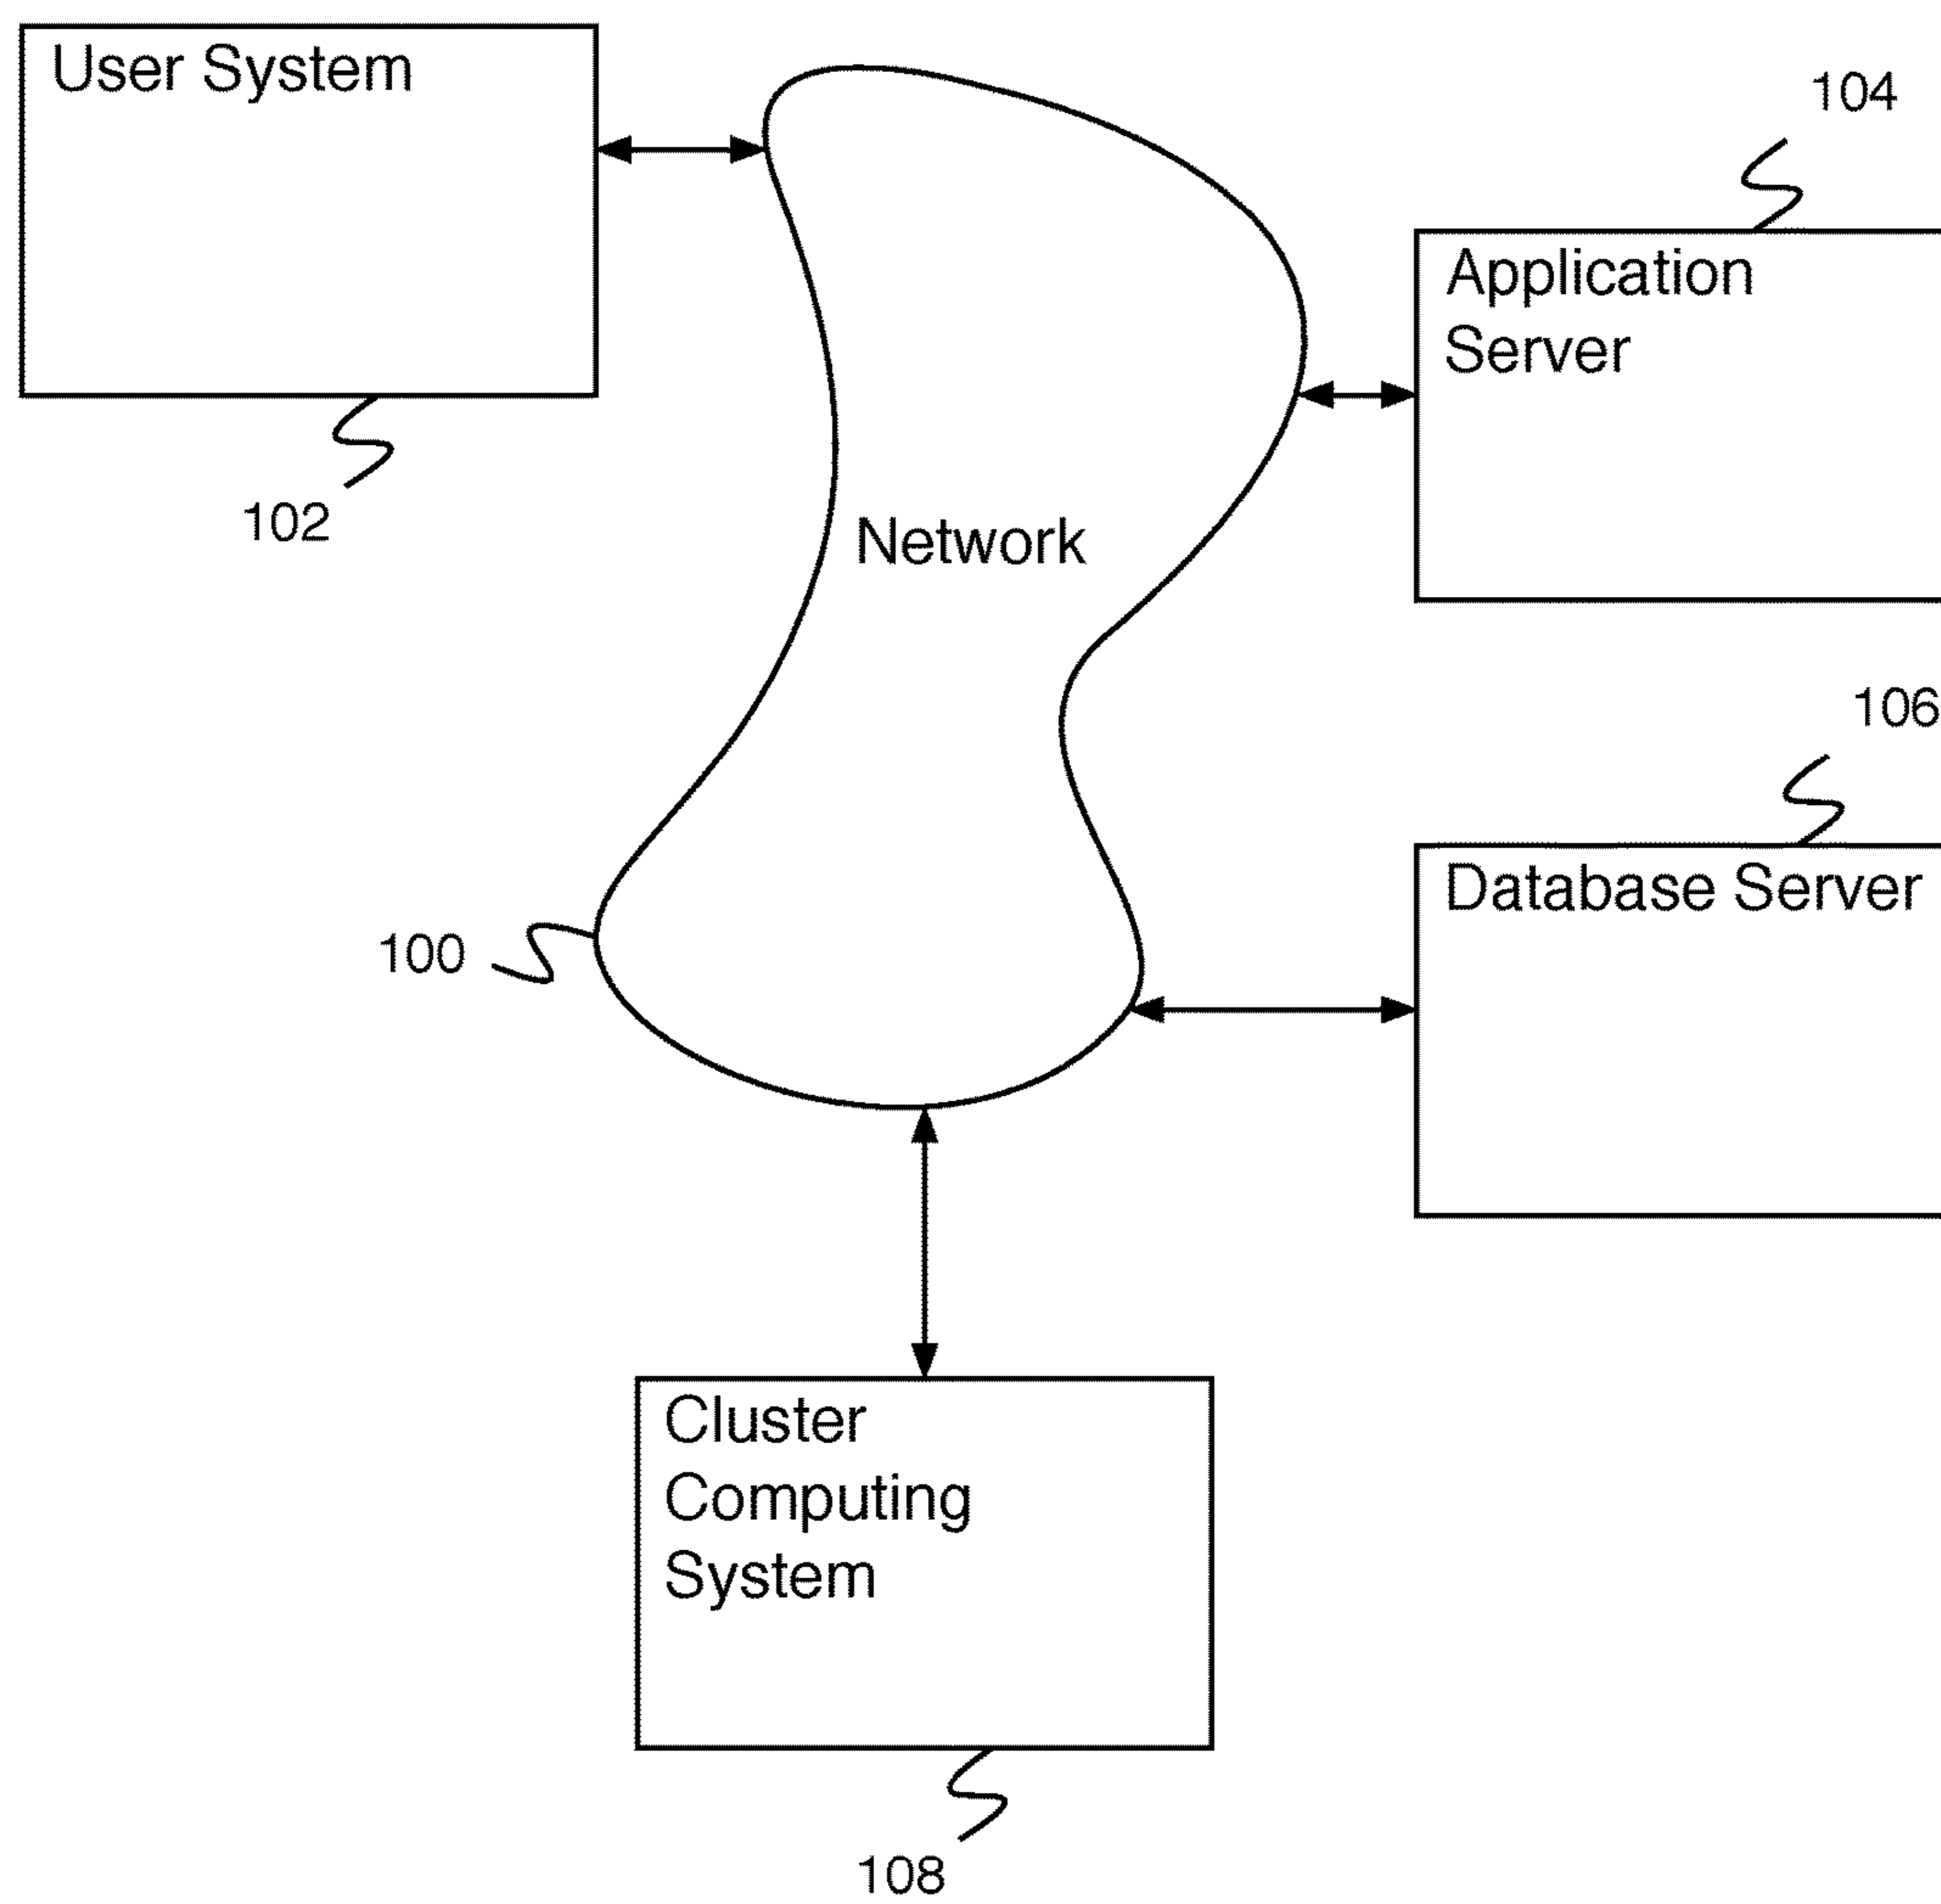 User System
104
Application
Server
102
Network
106
Database Server
100
Cluster
Computing
System
108